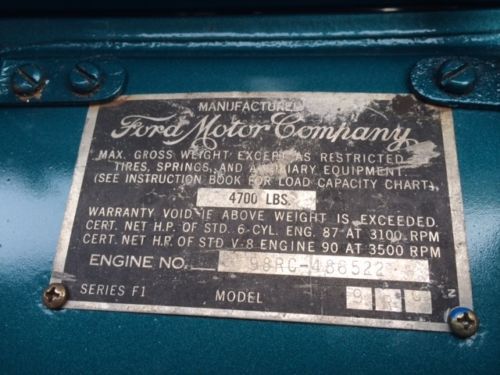 MANUFACTURED
Ford Motor Company
MAX. GROSS WEIGHT EXCEPT AS RESTRICTED
TIRES, SPRINGS, AND AUXILIARY EQUIPMENT
(SEE INSTRUCTION BOOK FOR LOAD CAPACITY CHART).
4700 LBS.
WARRANTY VOID IF ABOVE WEIGHT IS EXCEEDED.
CERT. NET H.P. OF STD. 6-CYL. ENG. 87 AT 3100 RPM
CERT. NET H.P. OF STD V-8 ENGINE 90 AT 3500 RPM
ENGINE NO. 98RC-486522
SERIES F1 MODEL